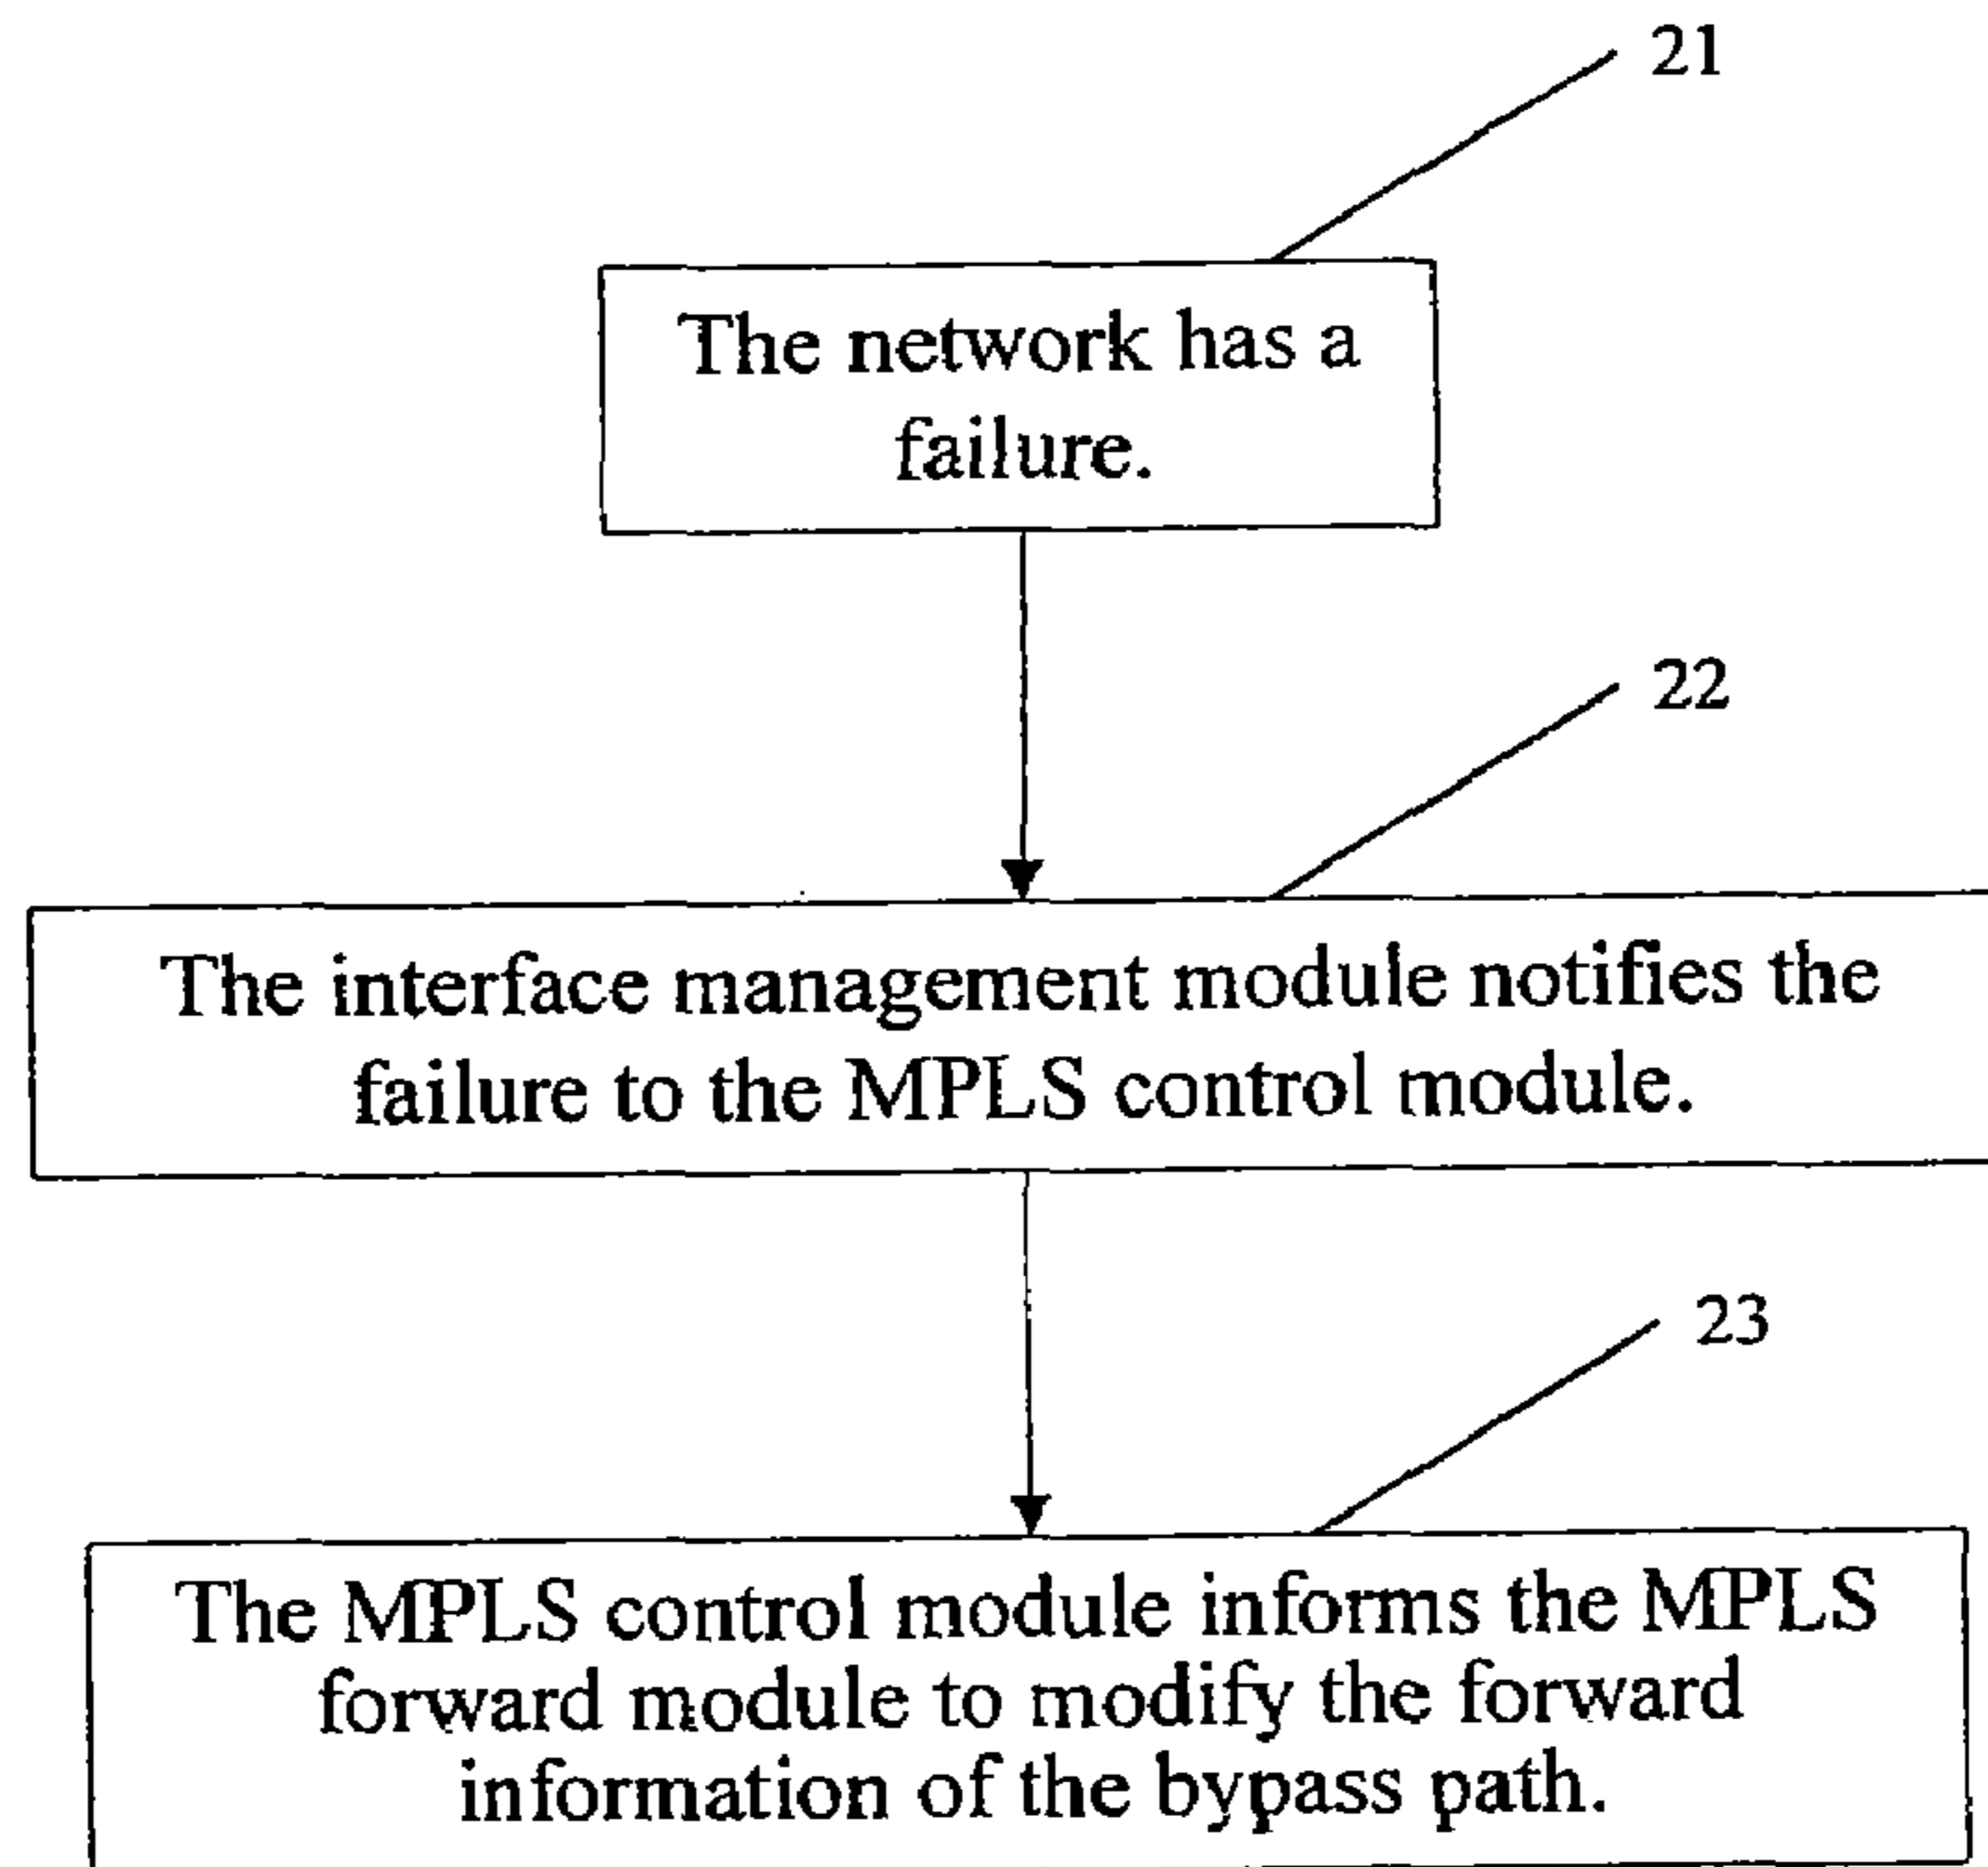 21
The network has a
failure.
22
The interface management module notifies the
failure to the MPLS control module.
23
The MPLS control module informs the MPLS
forward module to modify the forward
information of the bypass path.